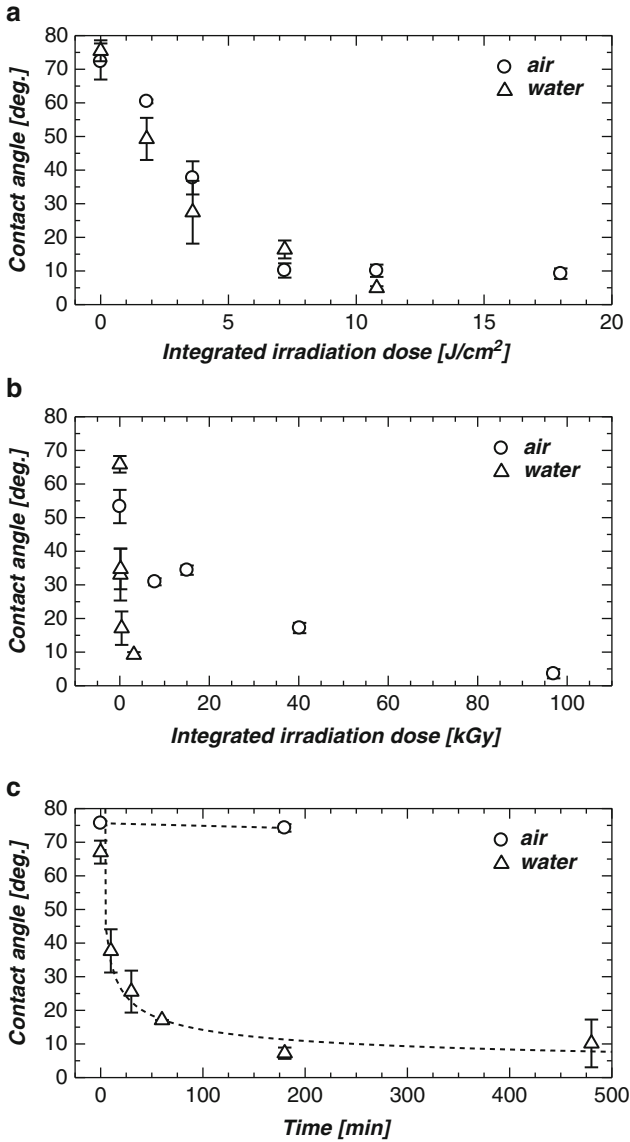 a
80
70
60
50
40
30
20
10
0
Contact angle [deg.]
air
water
0 5 10 15 20
Integrated irradiation dose [J/cm²]
b
80
70
60
50
40
30
20
10
0
Contact angle [deg.]
air
water
0 20 40 60 80 100
Integrated irradiation dose [kGy]
c
80
70
60
50
40
30
20
10
0
Contact angle [deg.]
air
water
0 100 200 300 400 500
Time [min]